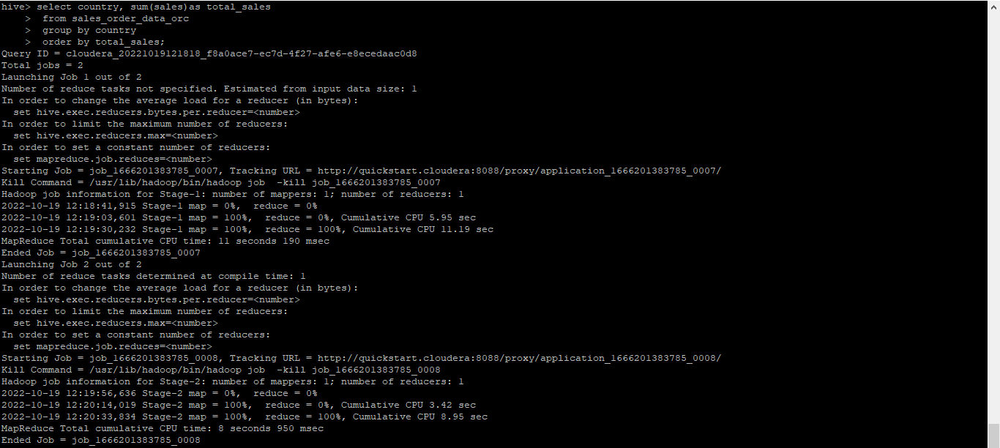 hive> select country, sum(sales)as total_sales
    >  from sales_order_data_orc
    >  group by country
    >  order by total_sales;
Query ID = cloudera_20221019121818_f8a0ace7-ec7d-4f27-afe6-e8ecedaac0d8
Total jobs = 2
Launching Job 1 out of 2
Number of reduce tasks not specified. Estimated from input data size: 1
In order to change the average load for a reducer (in bytes):
  set hive.exec.reducers.bytes.per.reducer=<number>
In order to limit the maximum number of reducers:
  set hive.exec.reducers.max=<number>
In order to set a constant number of reducers:
  set mapreduce.job.reduces=<number>
Starting Job = job_1666201383785_0007, Tracking URL = http://quickstart.cloudera:8088/proxy/application_1666201383785_0007/
Kill Command = /usr/lib/hadoop/bin/hadoop job  -kill job_1666201383785_0007
Hadoop job information for Stage-1: number of mappers: 1; number of reducers: 1
2022-10-19 12:18:41,915 Stage-1 map = 0%,  reduce = 0%
2022-10-19 12:19:03,601 Stage-1 map = 100%,  reduce = 0%, Cumulative CPU 5.95 sec
2022-10-19 12:19:30,232 Stage-1 map = 100%,  reduce = 100%, Cumulative CPU 11.19 sec
MapReduce Total cumulative CPU time: 11 seconds 190 msec
Ended Job = job_1666201383785_0007
Launching Job 2 out of 2
Number of reduce tasks determined at compile time: 1
In order to change the average load for a reducer (in bytes):
  set hive.exec.reducers.bytes.per.reducer=<number>
In order to limit the maximum number of reducers:
  set hive.exec.reducers.max=<number>
In order to set a constant number of reducers:
  set mapreduce.job.reduces=<number>
Starting Job = job_1666201383785_0008, Tracking URL = http://quickstart.cloudera:8088/proxy/application_1666201383785_0008/
Kill Command = /usr/lib/hadoop/bin/hadoop job  -kill job_1666201383785_0008
Hadoop job information for Stage-2: number of mappers: 1; number of reducers: 1
2022-10-19 12:19:56,636 Stage-2 map = 0%,  reduce = 0%
2022-10-19 12:20:14,019 Stage-2 map = 100%,  reduce = 0%, Cumulative CPU 3.42 sec
2022-10-19 12:20:33,834 Stage-2 map = 100%,  reduce = 100%, Cumulative CPU 8.95 sec
MapReduce Total cumulative CPU time: 8 seconds 950 msec
Ended Job = job_1666201383785_0008